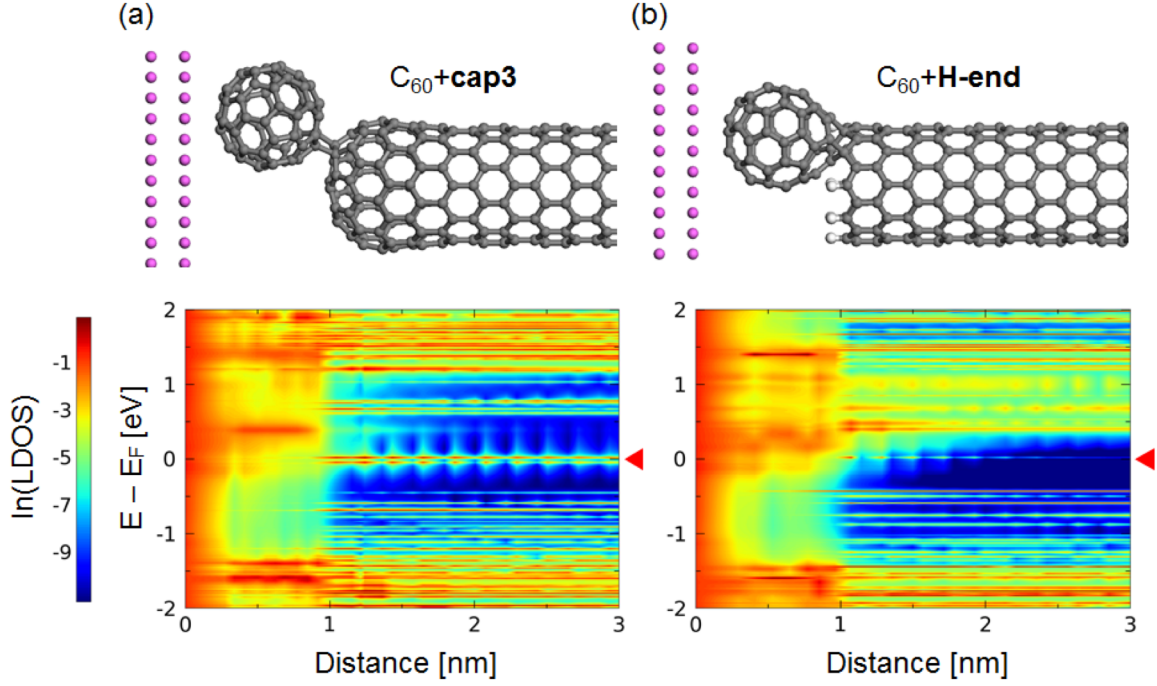 (a)
(b)
C60+cap3
C60+H-end
ln(LDOS)
-1
-3
-5
-7
-9
E − EF [eV]
2
1
0
-1
-2
0
1
2
3
Distance [nm]
2
1
0
-1
-2
0
1
2
3
Distance [nm]